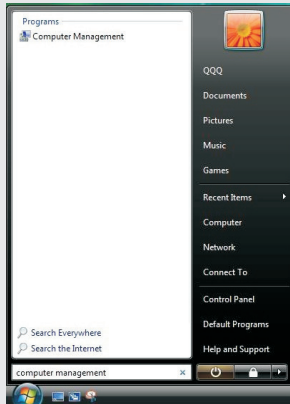 Programs
Computer Management
Search Everywhere
Search the Internet
computer management
QQQ
Documents
Pictures
Music
Games
Recent Items
Computer
Network
Connect To
Control Panel
Default Programs
Help and Support